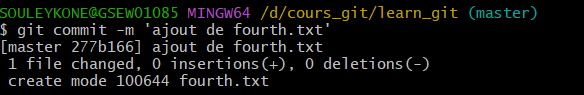 SOULEYKONE@GSEW01085 MINGW64 /d/cours_git/learn_git (master)
$ git commit -m 'ajout de fourth.txt'
[master 277b166] ajout de fourth.txt
 1 file changed, 0 insertions(+), 0 deletions(-)
 create mode 100644 fourth.txt